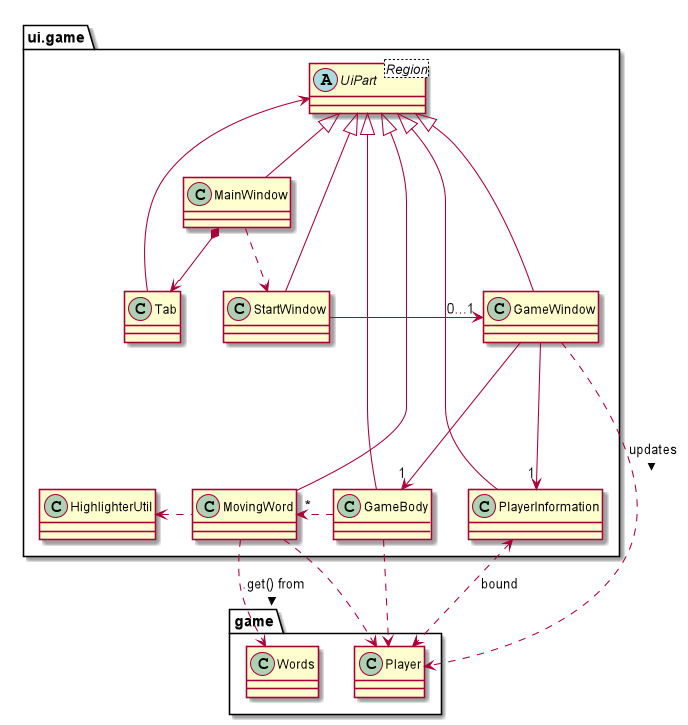 ui.game
A UiPart
Region
C MainWindow
C Tab
C StartWindow
0...1
C GameWindow
updates
1
1
C HighlighterUtil
C MovingWord
*
C GameBody
C PlayerInformation
get() from
bound
game
C Words
C Player